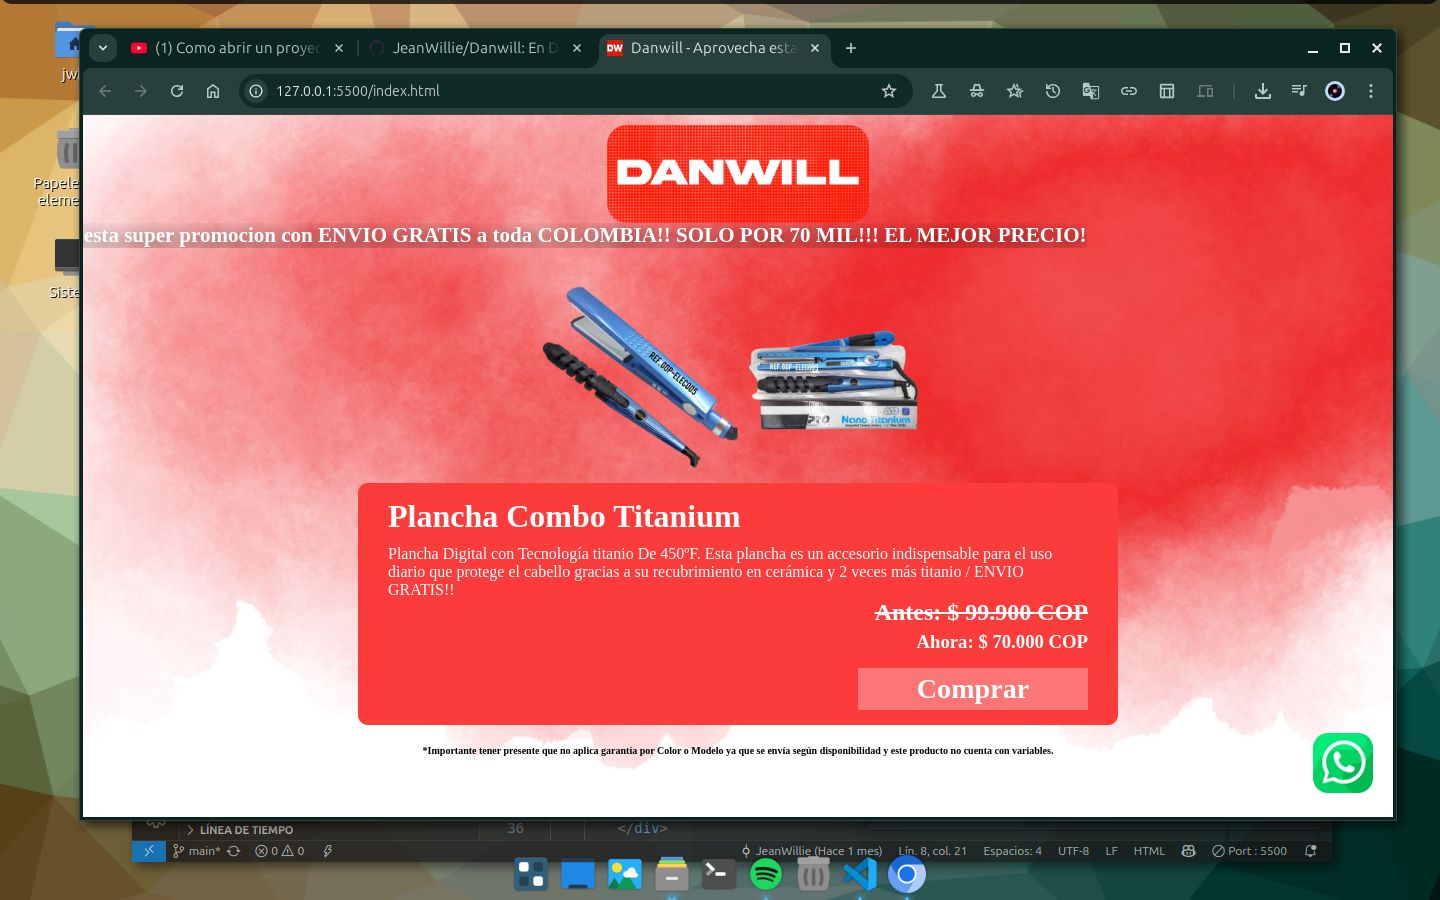 (1) Como abrir un proyec
JeanWillie/Danwill: En D
DW
Danwill - Aprovecha esta
127.0.0.1:5500/index.html
DANWILL
esta super promocion con ENVIO GRATIS a toda COLOMBIA!! SOLO POR 70 MIL!!! EL MEJOR PRECIO!
REF.GOP-ELEC005
REF.GOP-ELEC005
Nano Titanium
Plancha Combo Titanium
Plancha Digital con Tecnología titanio De 450ºF. Esta plancha es un accesorio indispensable para el uso
diario que protege el cabello gracias a su recubrimiento en cerámica y 2 veces más titanio / ENVIO
GRATIS!!
Antes: $ 99.900 COP
Ahora: $ 70.000 COP
Comprar
*Importante tener presente que no aplica garantía por Color o Modelo ya que se envía según disponibilidad y este producto no cuenta con variables.
jwi
Papele
eleme
Siste
LÍNEA DE TIEMPO
36
</div>
main*
0
0
JeanWillie (Hace 1 mes)
Lín. 8, col. 21
Espacios: 4
UTF-8
LF
HTML
Port : 5500